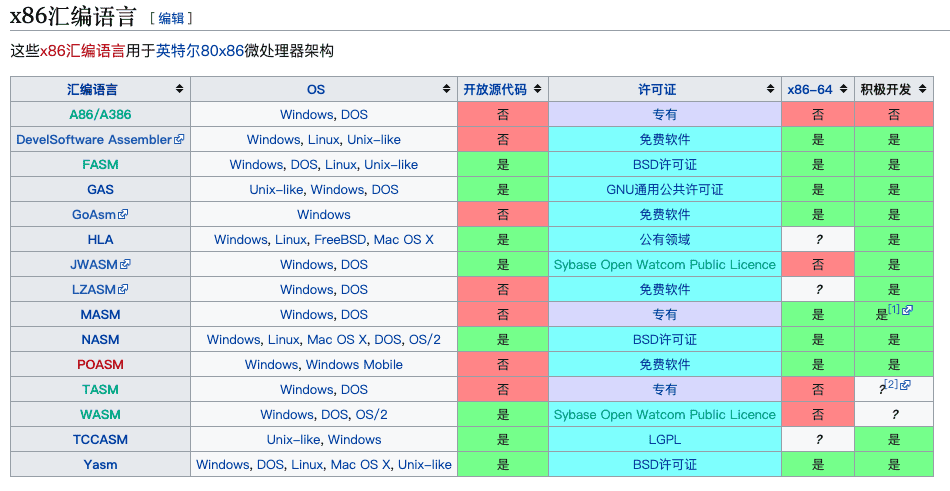 x86汇编语言 [ 编辑 ]
这些x86汇编语言用于英特尔80x86微处理器架构
汇编语言 OS 开放源代码 许可证 x86-64 积极开发
A86/A386 Windows, DOS 否 专有 否 否
DevelSoftware Assembler Windows, Linux, Unix-like 否 免费软件 是 是
FASM Windows, DOS, Linux, Unix-like 是 BSD许可证 是 是
GAS Unix-like, Windows, DOS 是 GNU通用公共许可证 是 是
GoAsm Windows 否 免费软件 是 是
HLA Windows, Linux, FreeBSD, Mac OS X 是 公有领域 ? 是
JWASM Windows, DOS 是 Sybase Open Watcom Public Licence 否 是
LZASM Windows, DOS 否 免费软件 ? 是
MASM Windows, DOS 否 专有 是 是[1]
NASM Windows, Linux, Mac OS X, DOS, OS/2 是 BSD许可证 是 是
POASM Windows, Windows Mobile 否 免费软件 是 是
TASM Windows, DOS 否 专有 否 ?[2]
WASM Windows, DOS, OS/2 是 Sybase Open Watcom Public Licence 否 ?
TCCASM Unix-like, Windows 是 LGPL ? 是
Yasm Windows, DOS, Linux, Mac OS X, Unix-like 是 BSD许可证 是 是